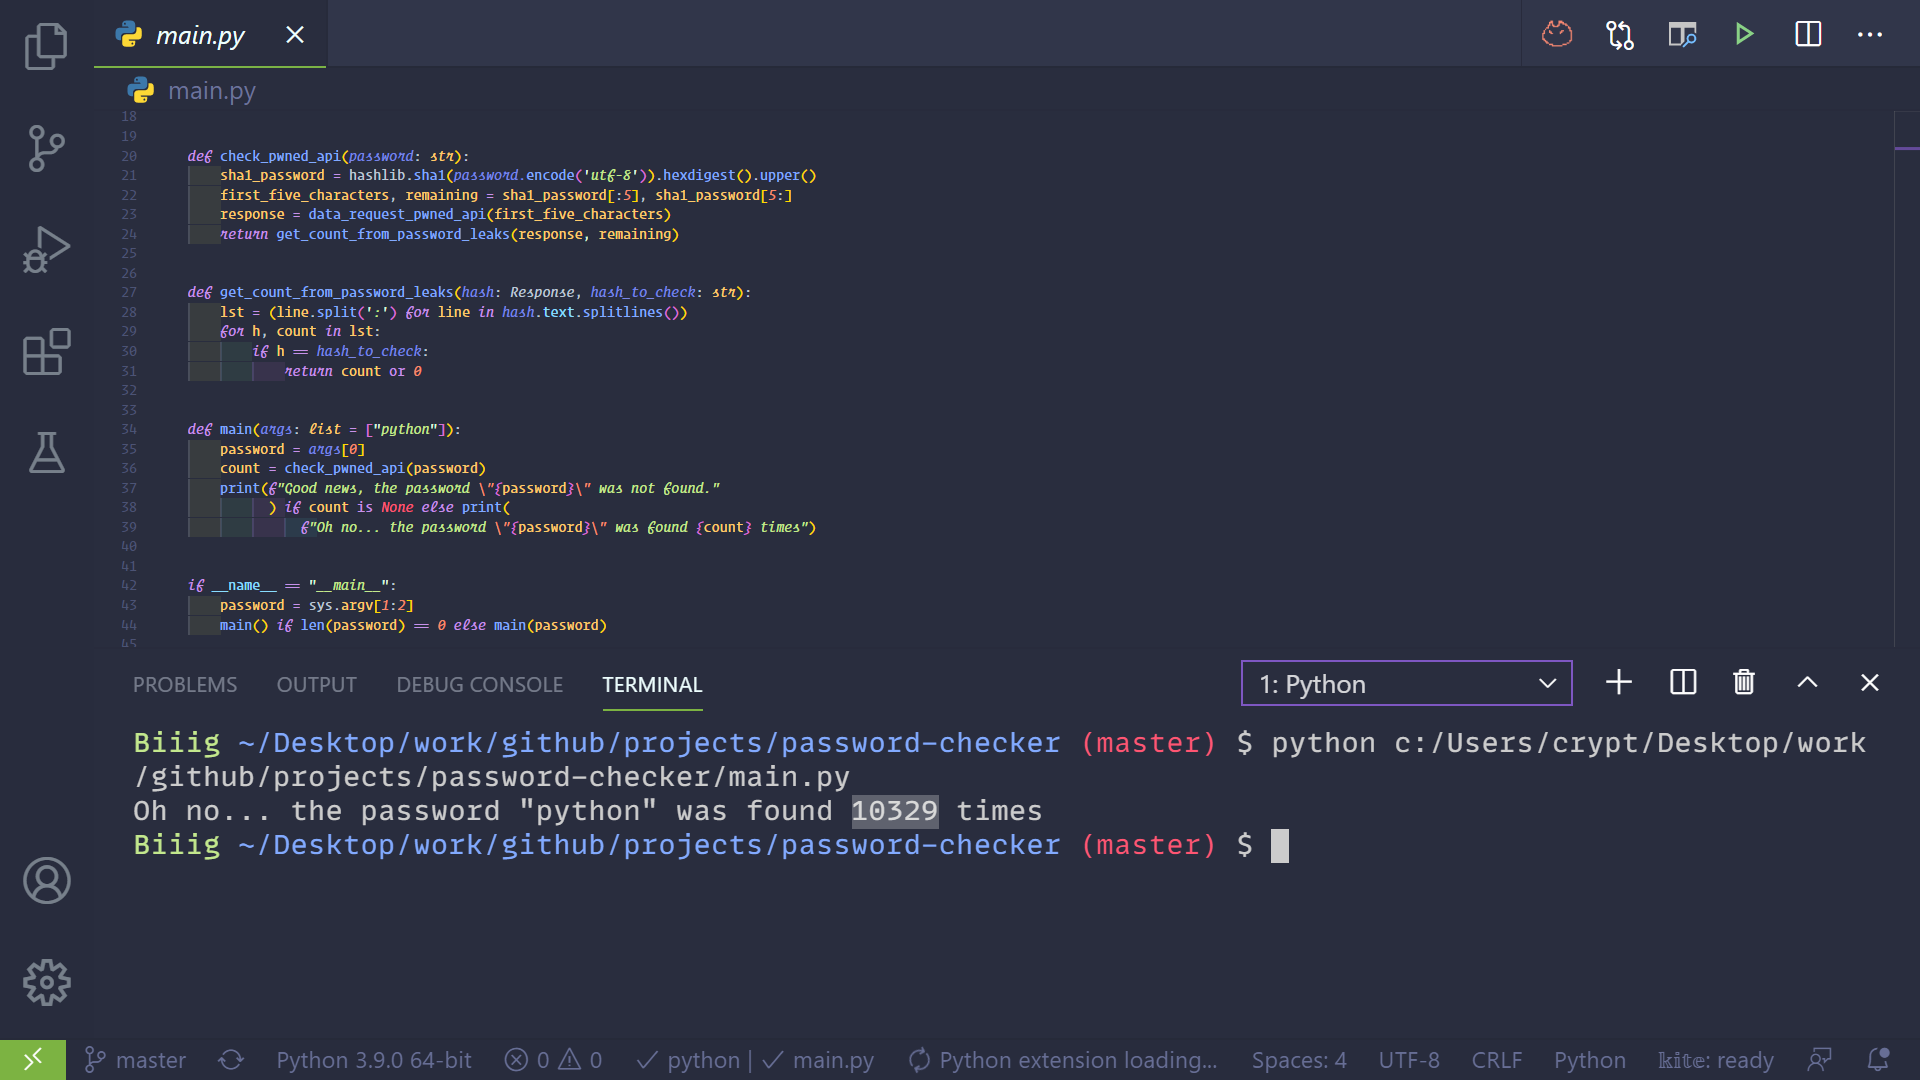 main.py
main.py
18
19
20 def check_pwned_api(password: str):
21 sha1_password = hashlib.sha1(password.encode('utf-8')).hexdigest().upper()
22 first_five_characters, remaining = sha1_password[:5], sha1_password[5:]
23 response = data_request_pwned_api(first_five_characters)
24 return get_count_from_password_leaks(response, remaining)
25
26
27 def get_count_from_password_leaks(hash: Response, hash_to_check: str):
28 lst = (line.split(':') for line in hash.text.splitlines())
29 for h, count in lst:
30 if h == hash_to_check:
31 return count or 0
32
33
34 def main(args: list = ["python"]):
35 password = args[0]
36 count = check_pwned_api(password)
37 print(f"Good news, the password \"{password}\" was not found."
38 ) if count is None else print(
39 f"Oh no... the password \"{password}\" was found {count} times")
40
41
42 if __name__ == "__main__":
43 password = sys.argv[1:2]
44 main() if len(password) == 0 else main(password)
45
PROBLEMS OUTPUT DEBUG CONSOLE TERMINAL 1: Python
Biiig ~/Desktop/work/github/projects/password-checker (master) $ python c:/Users/crypt/Desktop/work
/github/projects/password-checker/main.py
Oh no... the password "python" was found 10329 times
Biiig ~/Desktop/work/github/projects/password-checker (master) $
master Python 3.9.0 64-bit 0 0 python | main.py Python extension loading... Spaces: 4 UTF-8 CRLF Python kite: ready